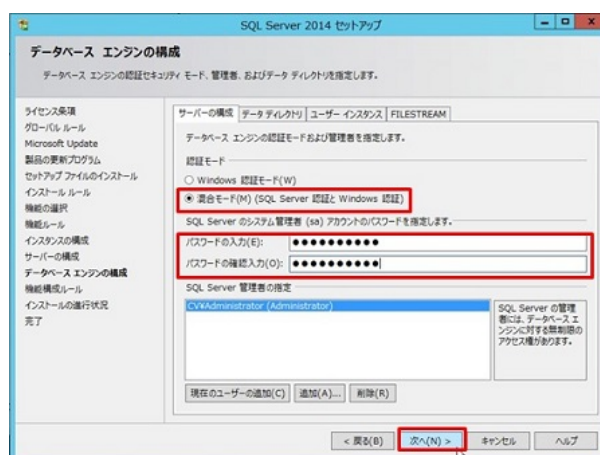 SQL Server 2014 セットアップ
データベース エンジンの構成
データベース エンジンの認証セキュリティ モード、管理者、およびデータ ディレクトリを指定します。
ライセンス条項
グローバル ルール
Microsoft Update
製品の更新プログラム
セットアップ ファイルのインストール
インストール ルール
機能の選択
機能ルール
インスタンスの構成
サーバーの構成
データベース エンジンの構成
機能構成ルール
インストールの進行状況
完了
サーバーの構成 データ ディレクトリ ユーザー インスタンス FILESTREAM
データベース エンジンの認証モードおよび管理者を指定します。
認証モード
Windows 認証モード(W)
混合モード(M) (SQL Server 認証と Windows 認証)
SQL Server のシステム管理者 (sa) アカウントのパスワードを指定します。
パスワードの入力(E): ●●●●●●●●●●
パスワードの確認入力(O): ●●●●●●●●●●
SQL Server 管理者の指定
CV¥Administrator (Administrator)
SQL Server の管理
者には、データベース エ
ンジンに対する無制限の
アクセス権があります。
現在のユーザーの追加(C) 追加(A)... 削除(R)
< 戻る(B) 次へ(N) > キャンセル ヘルプ